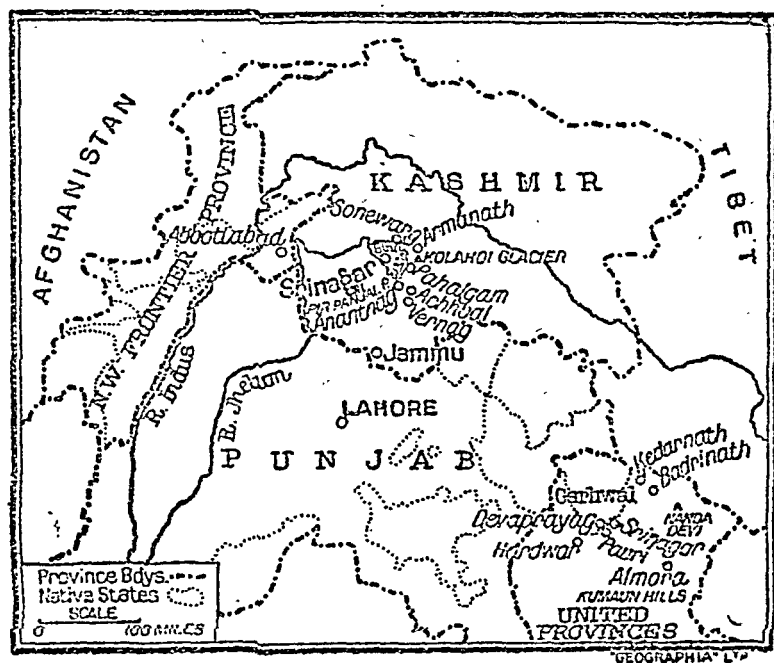 AFGHANISTAN
N.W. FRONTIER PROVINCE
KASHMIR
TIBET
Abbottabad
Sonewarg
Armanath
KOLAHOI GLACIER
Srinagar
Pahalgam
PIR PANJAL
Achhbal
Ananthag
Vernag
Jammu
R. Indus
R. Jhelum
LAHORE
PUNJAB
Kedarnath
Badrinath
Garhwal
Devaprayag
Srinagar
NANDA
DEVI
Hardwar
Pauri
Almora
KUMAUN HILLS
UNITED
PROVINCES
Province Bdys.
Native States
SCALE
0 100 MILES
"GEOGRAPHIA" LTD